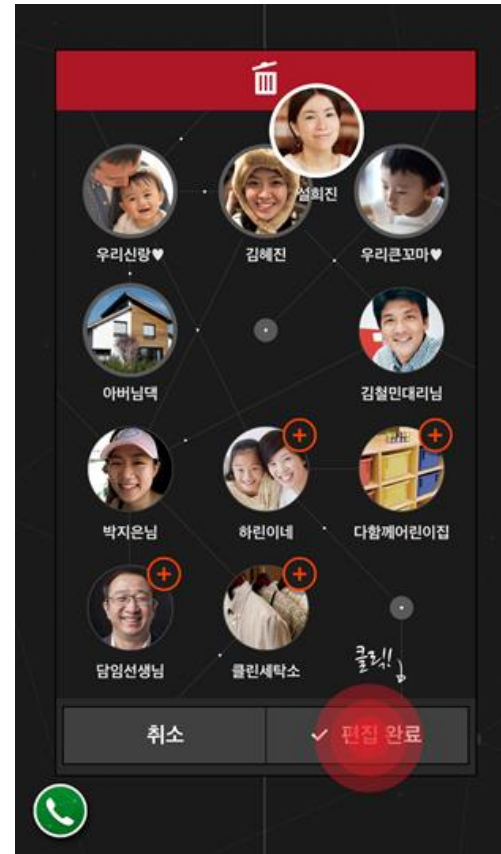 설희진
우리신랑♥
김혜진
우리큰꼬마♥
아버님댁
김철민대리님
박지은님
하린이네
다함께어린이집
담임선생님
클린세탁소
클릭!!
취소
편집 완료